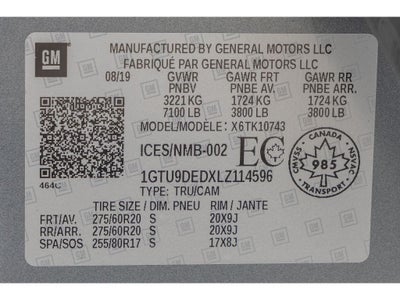 GM
MANUFACTURED BY GENERAL MOTORS LLC
FABRIQUÉ PAR GENERAL MOTORS LLC
08/19 GVWR GAWR FRT GAWR RR
PNBV PNBE AV. PNBE ARR.
3221 KG 1724 KG 1724 KG
7100 LB 3800 LB 3800 LB
MODEL/MODELE: X6TK10743
ICES/NMB-002 EC
CANADA
CMVSS 985 NSVAC
TRANSPORT
464C
1GTU9DEDXLZ114596
TYPE: TRU/CAM
TIRE SIZE / DIM. PNEU RIM / JANTE
FRT/AV. 275/60R20 S 20X9J
RR/ARR. 275/60R20 S 20X9J
SPA/SOS 255/80R17 S 17X8J